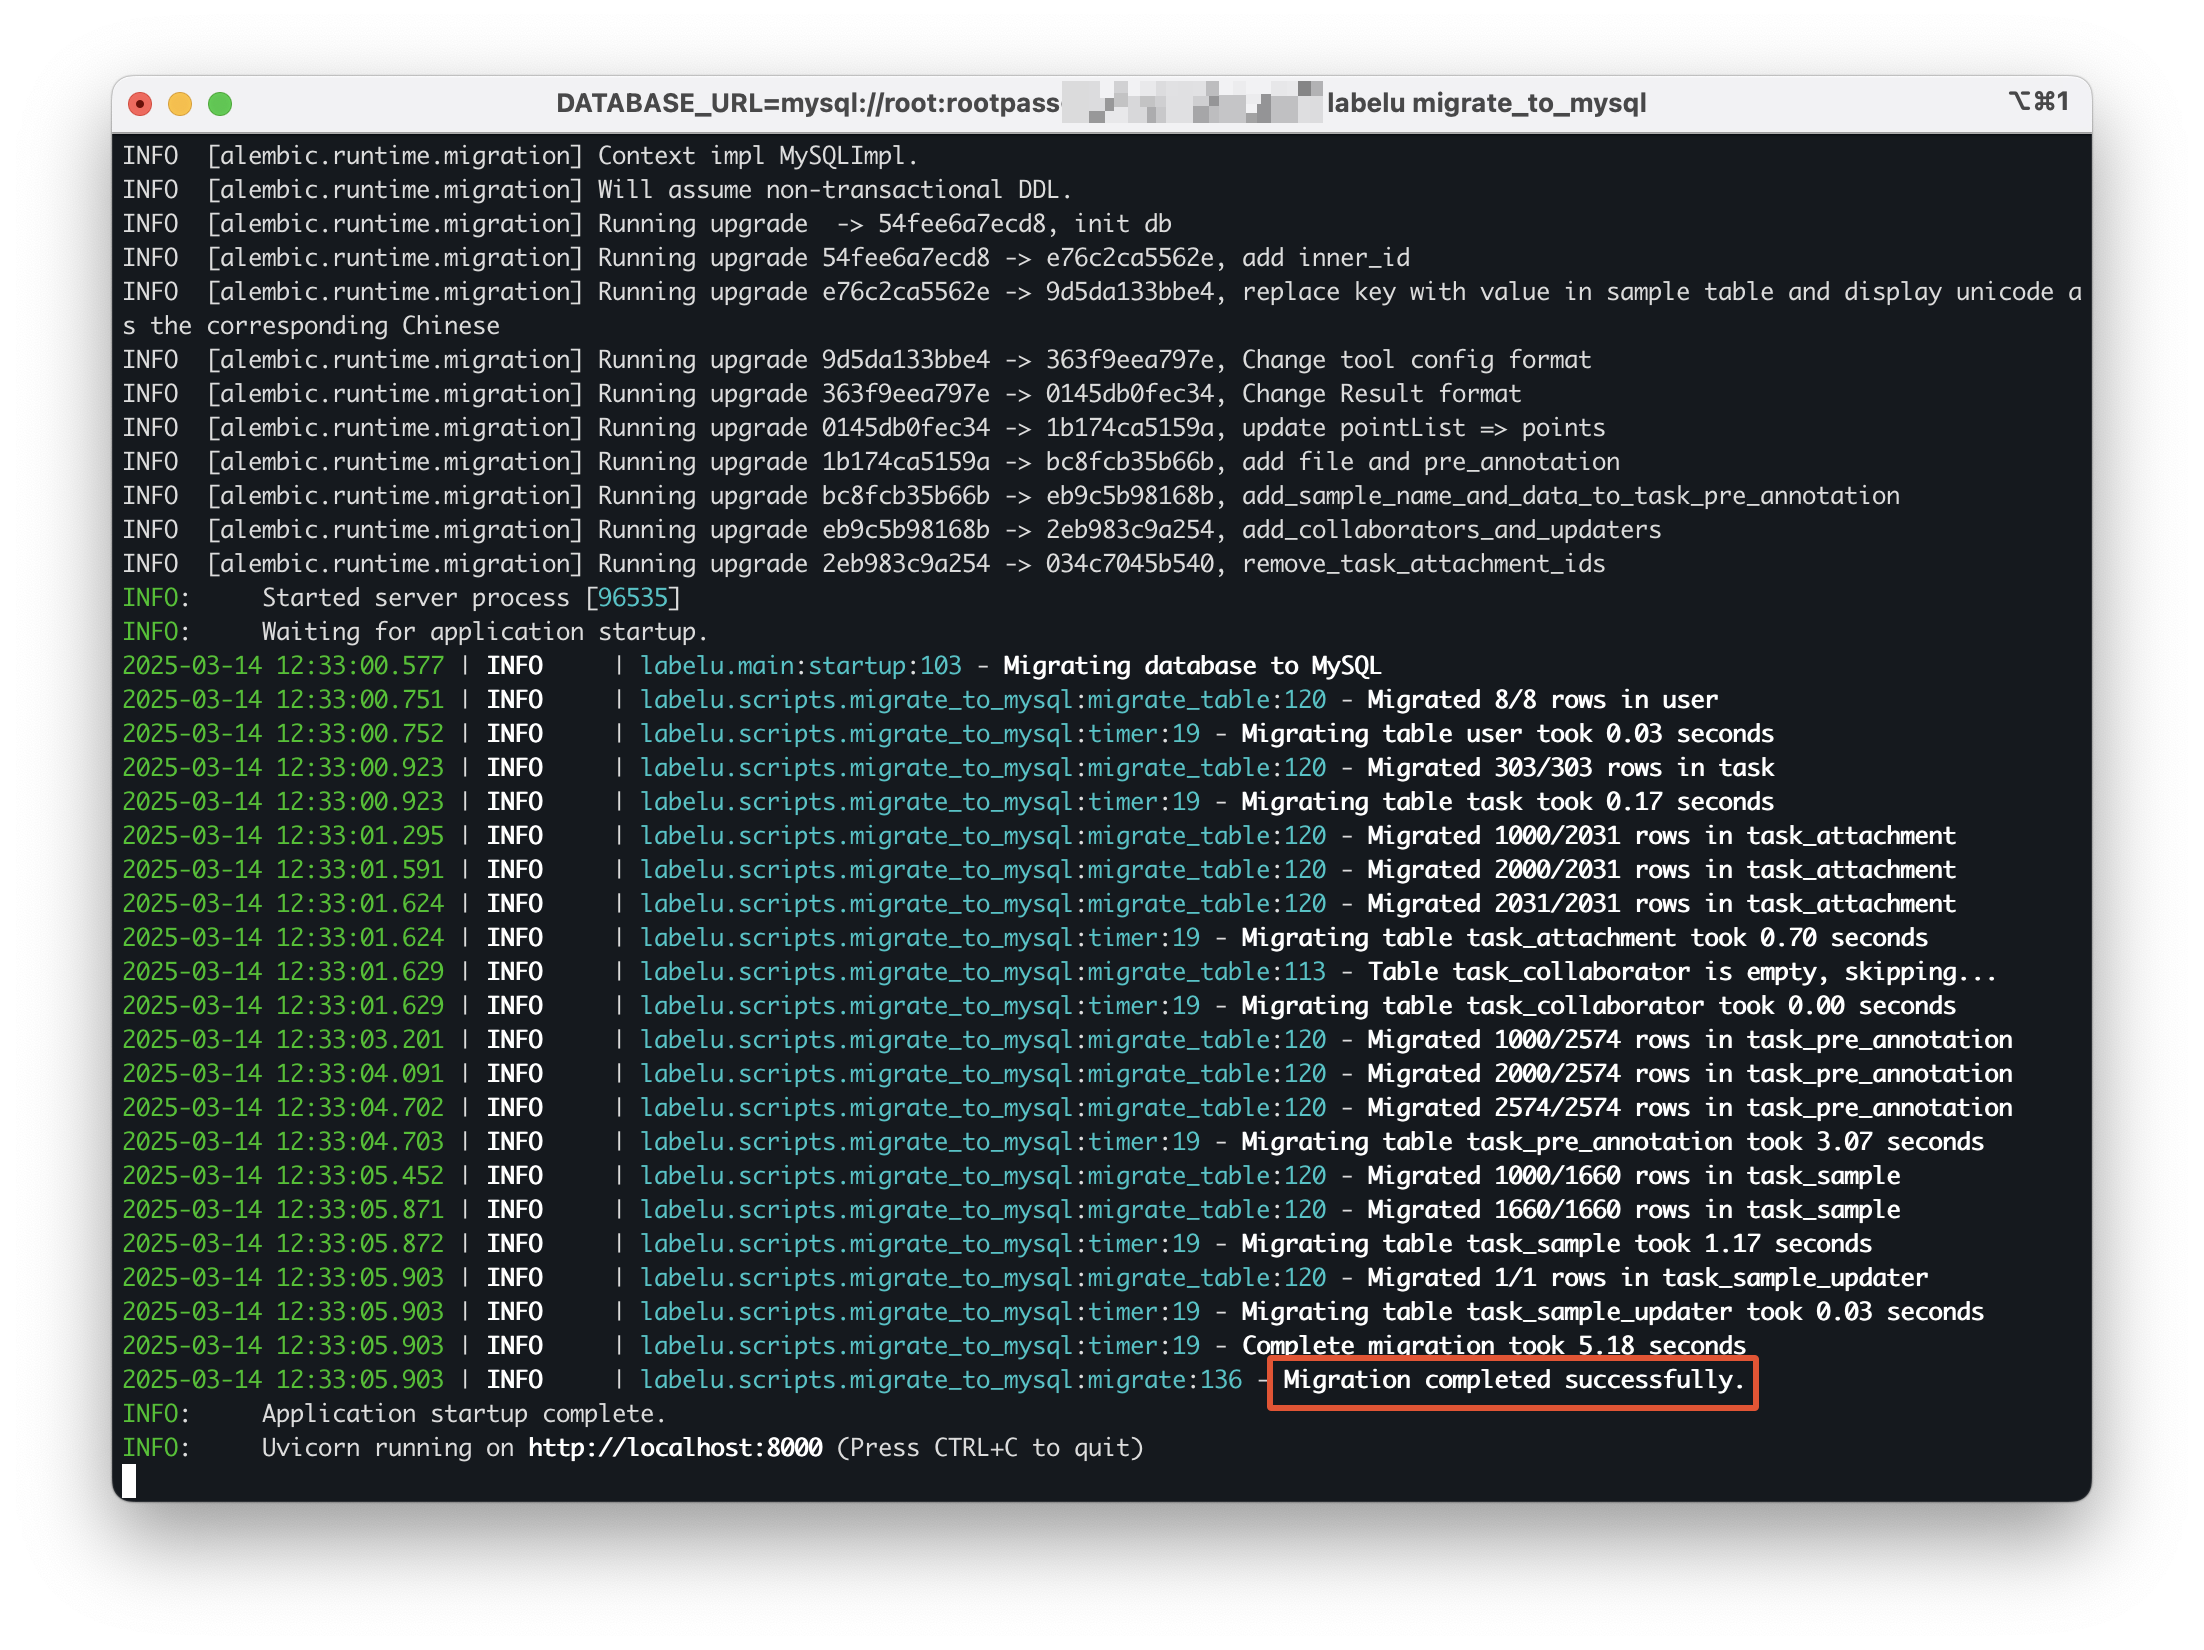 DATABASE_URL=mysql://root:rootpass labelu migrate_to_mysql ⌥⌘1
INFO  [alembic.runtime.migration] Context impl MySQLImpl.
INFO  [alembic.runtime.migration] Will assume non-transactional DDL.
INFO  [alembic.runtime.migration] Running upgrade  -> 54fee6a7ecd8, init db
INFO  [alembic.runtime.migration] Running upgrade 54fee6a7ecd8 -> e76c2ca5562e, add inner_id
INFO  [alembic.runtime.migration] Running upgrade e76c2ca5562e -> 9d5da133bbe4, replace key with value in sample table and display unicode a
s the corresponding Chinese
INFO  [alembic.runtime.migration] Running upgrade 9d5da133bbe4 -> 363f9eea797e, Change tool config format
INFO  [alembic.runtime.migration] Running upgrade 363f9eea797e -> 0145db0fec34, Change Result format
INFO  [alembic.runtime.migration] Running upgrade 0145db0fec34 -> 1b174ca5159a, update pointList => points
INFO  [alembic.runtime.migration] Running upgrade 1b174ca5159a -> bc8fcb35b66b, add file and pre_annotation
INFO  [alembic.runtime.migration] Running upgrade bc8fcb35b66b -> eb9c5b98168b, add_sample_name_and_data_to_task_pre_annotation
INFO  [alembic.runtime.migration] Running upgrade eb9c5b98168b -> 2eb983c9a254, add_collaborators_and_updaters
INFO  [alembic.runtime.migration] Running upgrade 2eb983c9a254 -> 034c7045b540, remove_task_attachment_ids
INFO:     Started server process [96535]
INFO:     Waiting for application startup.
2025-03-14 12:33:00.577 | INFO     | labelu.main:startup:103 - Migrating database to MySQL
2025-03-14 12:33:00.751 | INFO     | labelu.scripts.migrate_to_mysql:migrate_table:120 - Migrated 8/8 rows in user
2025-03-14 12:33:00.752 | INFO     | labelu.scripts.migrate_to_mysql:timer:19 - Migrating table user took 0.03 seconds
2025-03-14 12:33:00.923 | INFO     | labelu.scripts.migrate_to_mysql:migrate_table:120 - Migrated 303/303 rows in task
2025-03-14 12:33:00.923 | INFO     | labelu.scripts.migrate_to_mysql:timer:19 - Migrating table task took 0.17 seconds
2025-03-14 12:33:01.295 | INFO     | labelu.scripts.migrate_to_mysql:migrate_table:120 - Migrated 1000/2031 rows in task_attachment
2025-03-14 12:33:01.591 | INFO     | labelu.scripts.migrate_to_mysql:migrate_table:120 - Migrated 2000/2031 rows in task_attachment
2025-03-14 12:33:01.624 | INFO     | labelu.scripts.migrate_to_mysql:migrate_table:120 - Migrated 2031/2031 rows in task_attachment
2025-03-14 12:33:01.624 | INFO     | labelu.scripts.migrate_to_mysql:timer:19 - Migrating table task_attachment took 0.70 seconds
2025-03-14 12:33:01.629 | INFO     | labelu.scripts.migrate_to_mysql:migrate_table:113 - Table task_collaborator is empty, skipping...
2025-03-14 12:33:01.629 | INFO     | labelu.scripts.migrate_to_mysql:timer:19 - Migrating table task_collaborator took 0.00 seconds
2025-03-14 12:33:03.201 | INFO     | labelu.scripts.migrate_to_mysql:migrate_table:120 - Migrated 1000/2574 rows in task_pre_annotation
2025-03-14 12:33:04.091 | INFO     | labelu.scripts.migrate_to_mysql:migrate_table:120 - Migrated 2000/2574 rows in task_pre_annotation
2025-03-14 12:33:04.702 | INFO     | labelu.scripts.migrate_to_mysql:migrate_table:120 - Migrated 2574/2574 rows in task_pre_annotation
2025-03-14 12:33:04.703 | INFO     | labelu.scripts.migrate_to_mysql:timer:19 - Migrating table task_pre_annotation took 3.07 seconds
2025-03-14 12:33:05.452 | INFO     | labelu.scripts.migrate_to_mysql:migrate_table:120 - Migrated 1000/1660 rows in task_sample
2025-03-14 12:33:05.871 | INFO     | labelu.scripts.migrate_to_mysql:migrate_table:120 - Migrated 1660/1660 rows in task_sample
2025-03-14 12:33:05.872 | INFO     | labelu.scripts.migrate_to_mysql:timer:19 - Migrating table task_sample took 1.17 seconds
2025-03-14 12:33:05.903 | INFO     | labelu.scripts.migrate_to_mysql:migrate_table:120 - Migrated 1/1 rows in task_sample_updater
2025-03-14 12:33:05.903 | INFO     | labelu.scripts.migrate_to_mysql:timer:19 - Migrating table task_sample_updater took 0.03 seconds
2025-03-14 12:33:05.903 | INFO     | labelu.scripts.migrate_to_mysql:timer:19 - Complete migration took 5.18 seconds
2025-03-14 12:33:05.903 | INFO     | labelu.scripts.migrate_to_mysql:migrate:136 - Migration completed successfully.
INFO:     Application startup complete.
INFO:     Uvicorn running on http://localhost:8000 (Press CTRL+C to quit)